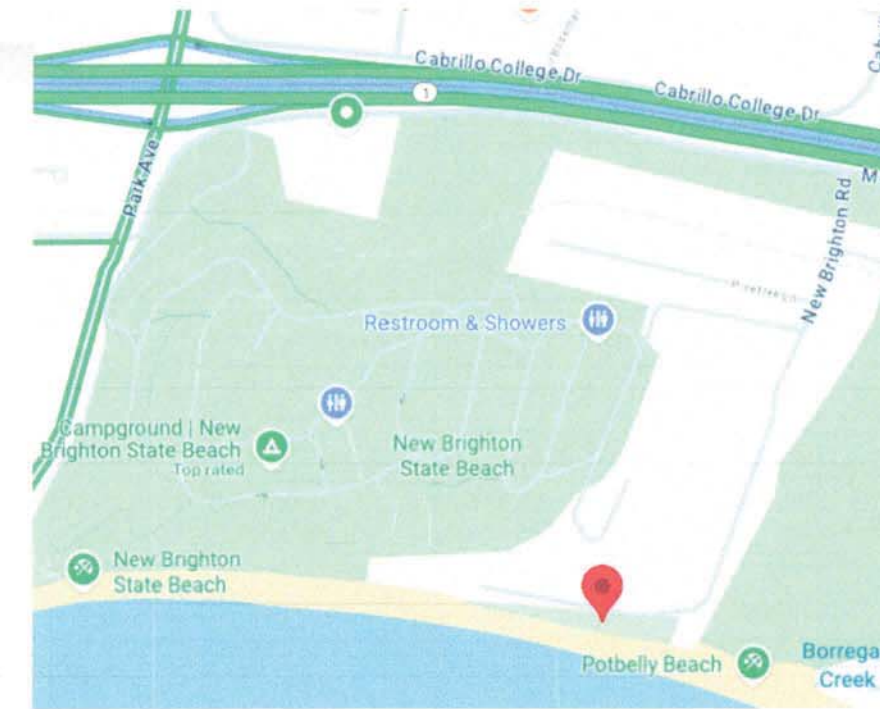 Cabrillo College Dr
1
Cabrillo College Dr
Park Ave
M
New Brighton Rd
Restroom & Showers
Campground | New
Brighton State Beach
Top rated
New Brighton
State Beach
New Brighton
State Beach
Potbelly Beach
Borrega
Creek